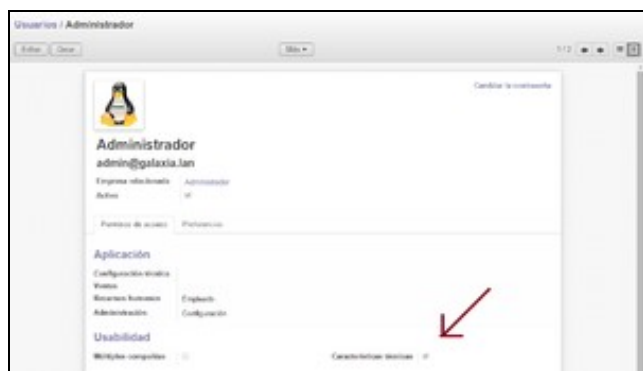 Usuarios / Administrador
Editar Crear Más 1 / 2
Cambiar la contraseña
Administrador
admin@galaxia.lan
Empresa relacionada Administrador
Activo
Permisos de acceso Preferencias
Aplicación
Configuración técnica
Ventas
Recursos humanos Empleado
Administración Configuración
Usabilidad
Múltiples compañías Características técnicas